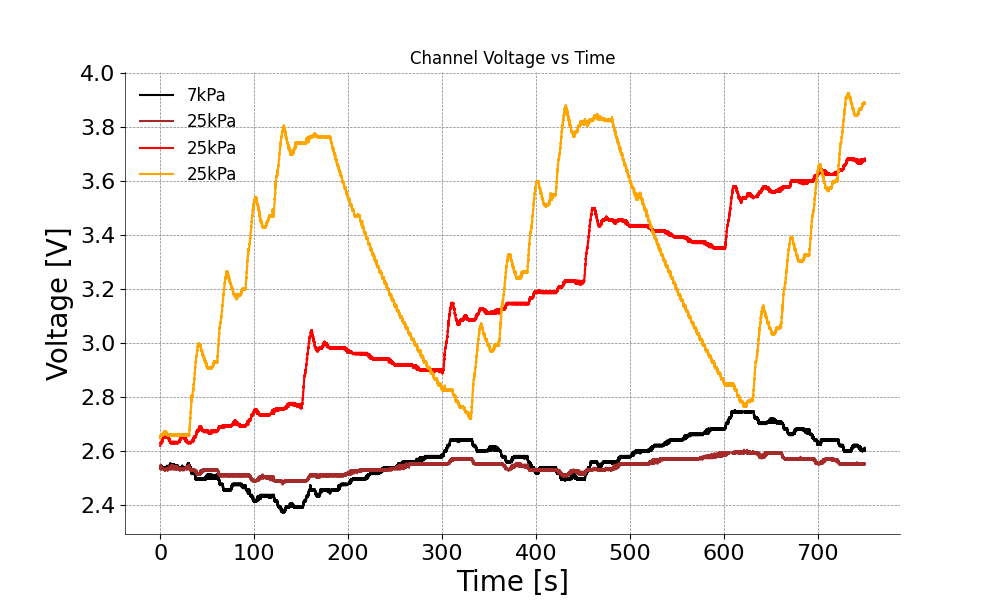 Channel Voltage vs Time
4.0
3.8
3.6
3.4
3.2
3.0
2.8
2.6
2.4
Voltage [V]
7kPa
25kPa
25kPa
25kPa
0 100 200 300 400 500 600 700
Time [s]